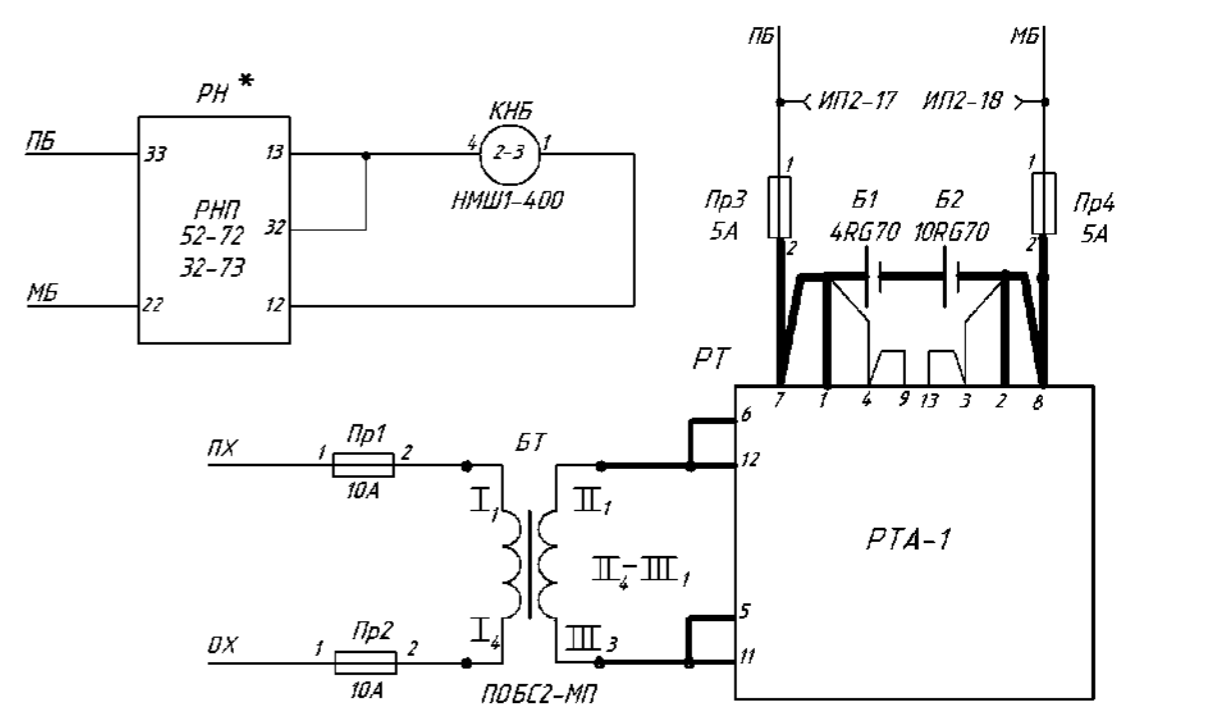 ПБ
МБ
РН *
ИП2-17
ИП2-18
КНБ
ПБ
33
13
4
2-3
1
НМШ1-400
РНП
52-72
32-73
32
МБ
22
12
1
1
Пр3
5А
Б1
4RG70
Б2
10RG70
Пр4
5А
2
2
РТ
7
1
4
9
13
3
2
8
6
12
РТА-1
5
11
ПХ
1
Пр1
2
10А
БТ
I1
II1
II4-III1
I4
III3
ОХ
1
Пр2
2
10А
ПОБС2-МП